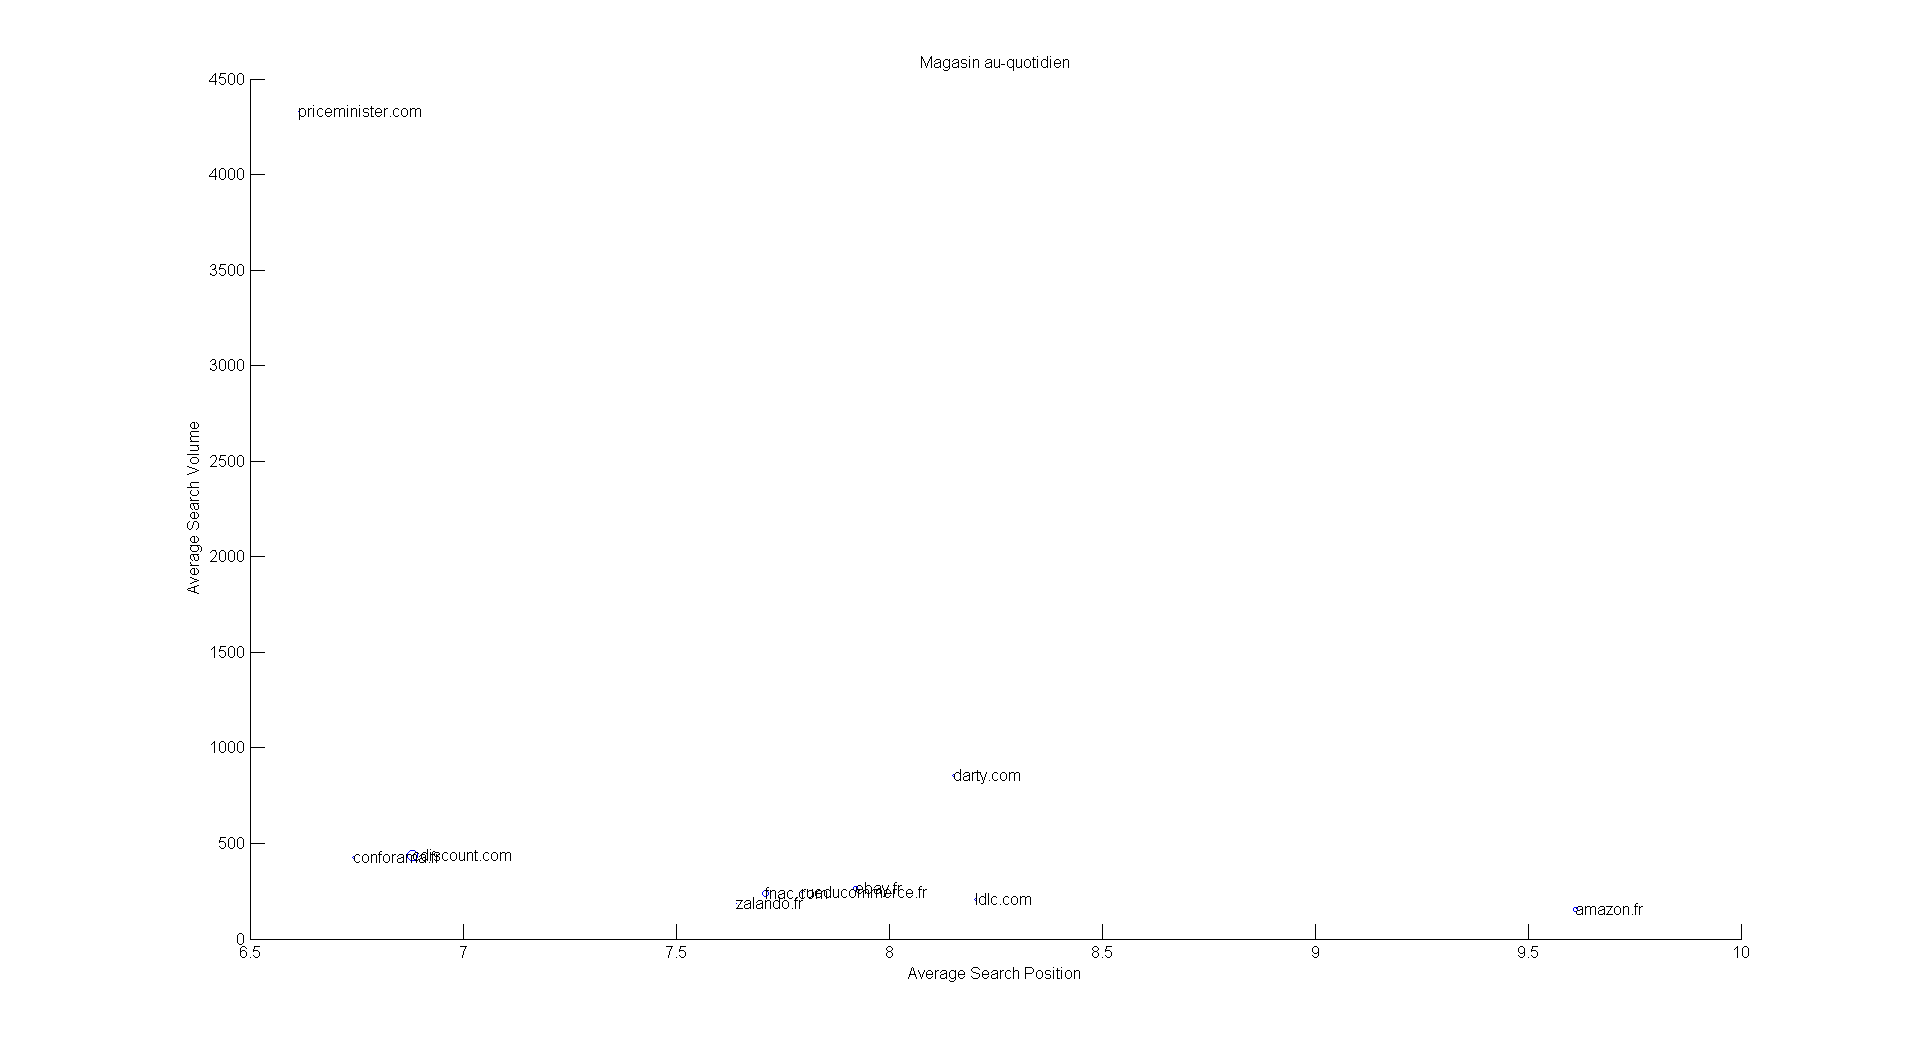 Magasin au-quotidien
4500
priceminister.com
4000
3500
3000
2500
Average Search Volume
2000
1500
1000
darty.com
500
conforama.fr
cdiscount.com
ebay.fr
fnac.com
rueducommerce.fr
ldlc.com
zalando.fr
amazon.fr
0
6.5 7 7.5 8 8.5 9 9.5 10
Average Search Position